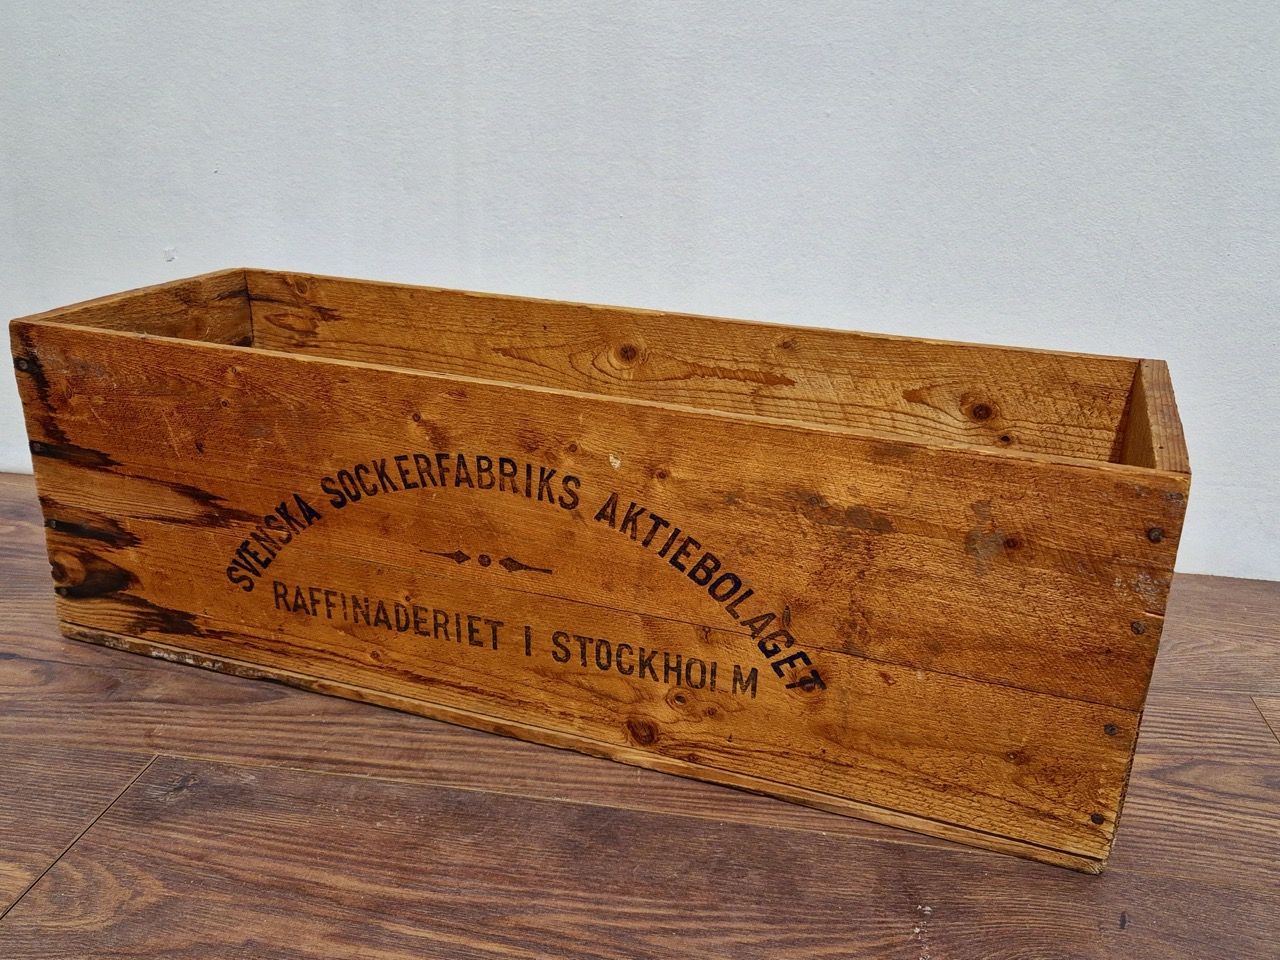 SVENSKA SOCKERFABRIKS AKTIEBOLAGET
RAFFINADERIET I STOCKHOLM